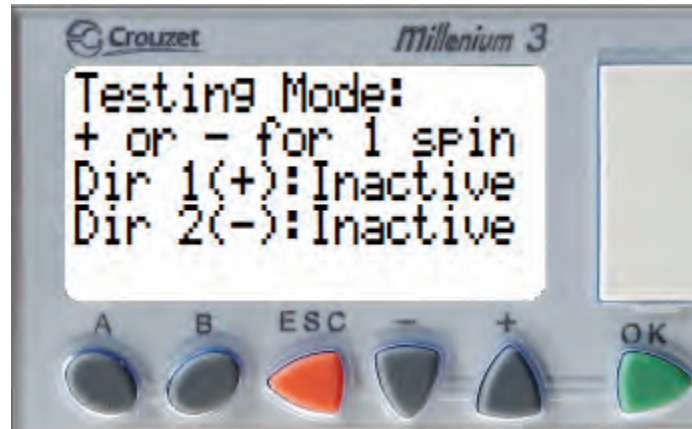 Crouzet Millenium 3
Testing Mode:
+ or - for 1 spin
Dir 1(+):Inactive
Dir 2(-):Inactive
A B ESC - + OK